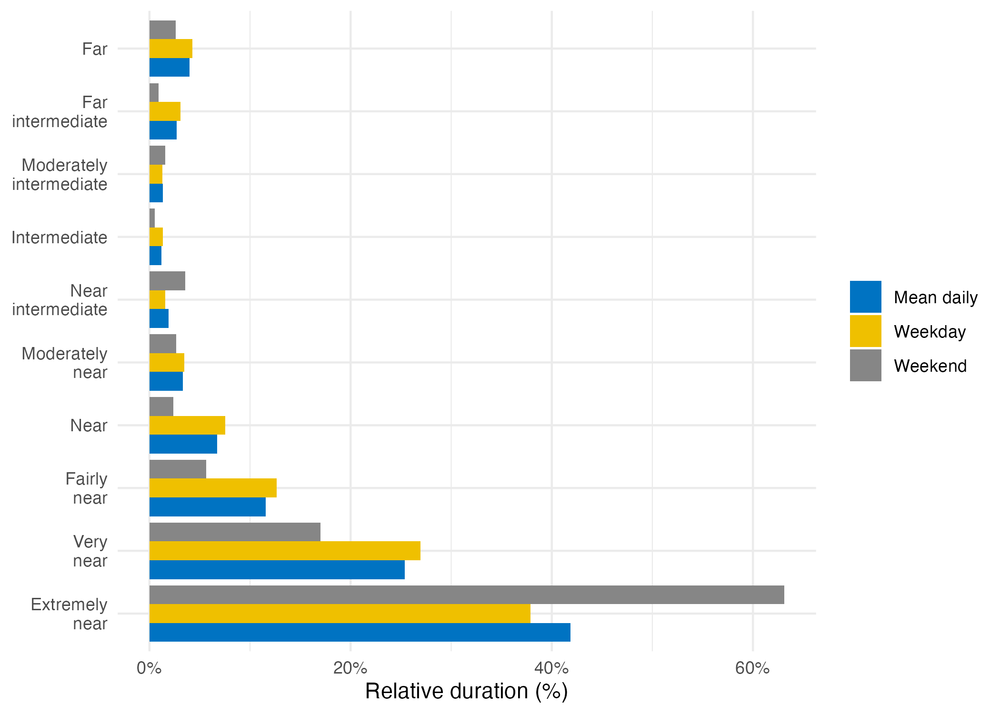 Far
Far
intermediate
Moderately
intermediate
Intermediate
Near
intermediate
Moderately
near
Near
Fairly
near
Very
near
Extremely
near
0% 20% 40% 60%
Relative duration (%)
Mean daily
Weekday
Weekend